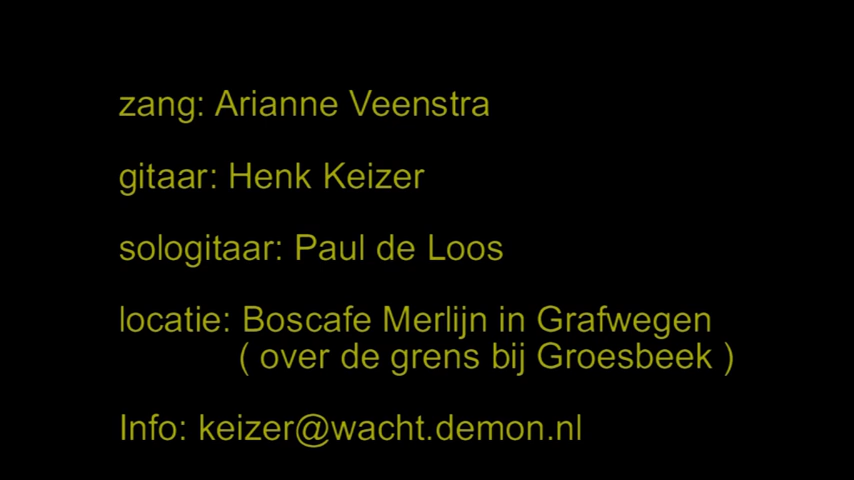 zang: Arianne Veenstra
gitaar: Henk Keizer
sologitaar: Paul de Loos
locatie: Boscafe Merlijn in Grafwegen
( over de grens bij Groesbeek )
Info: keizer@wacht.demon.nl